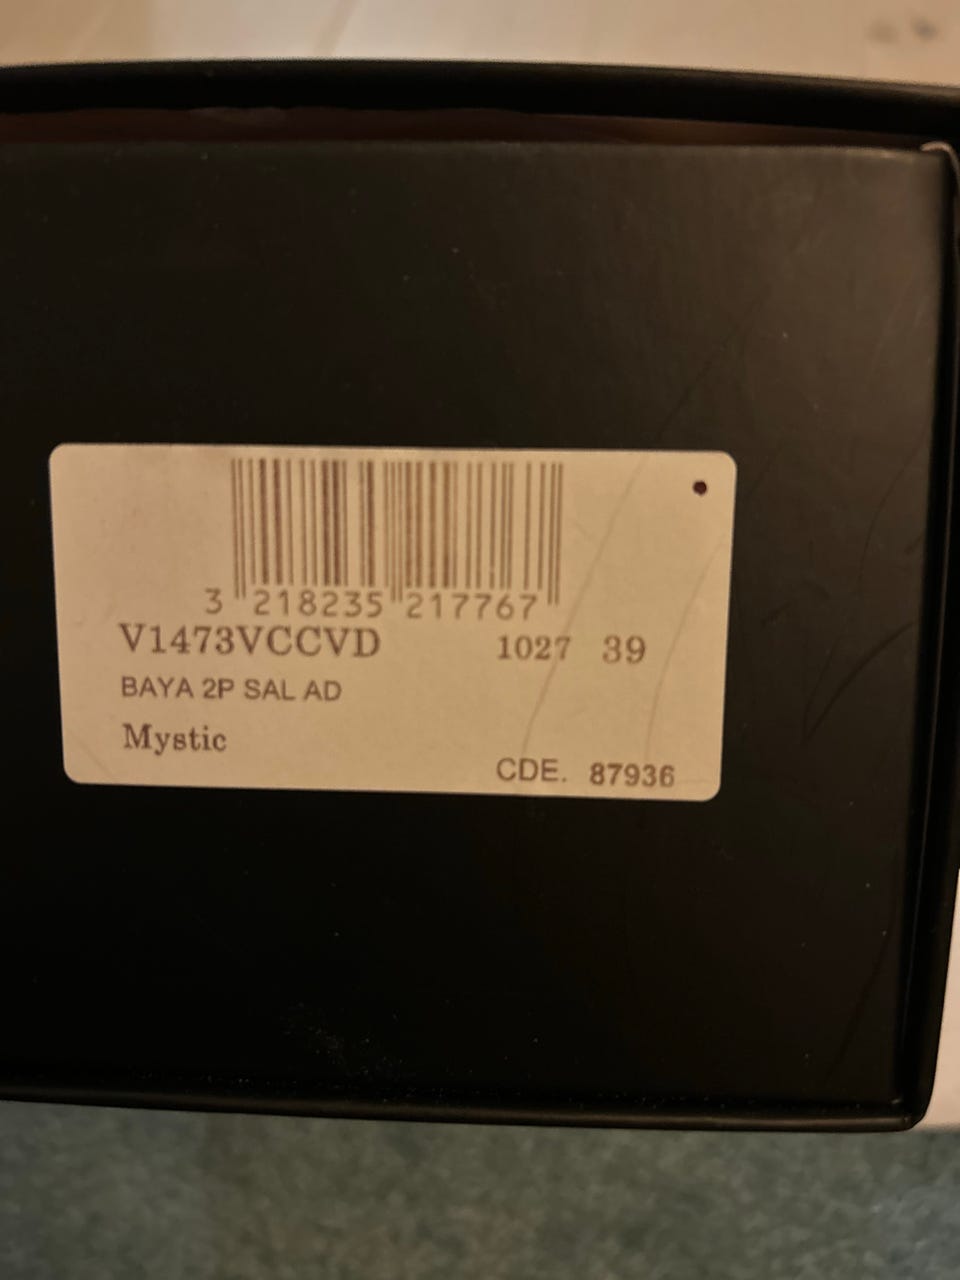 3 218235 217767
V1473VCCVD 1027 39
BAYA 2P SAL AD
Mystic
CDE. 87936